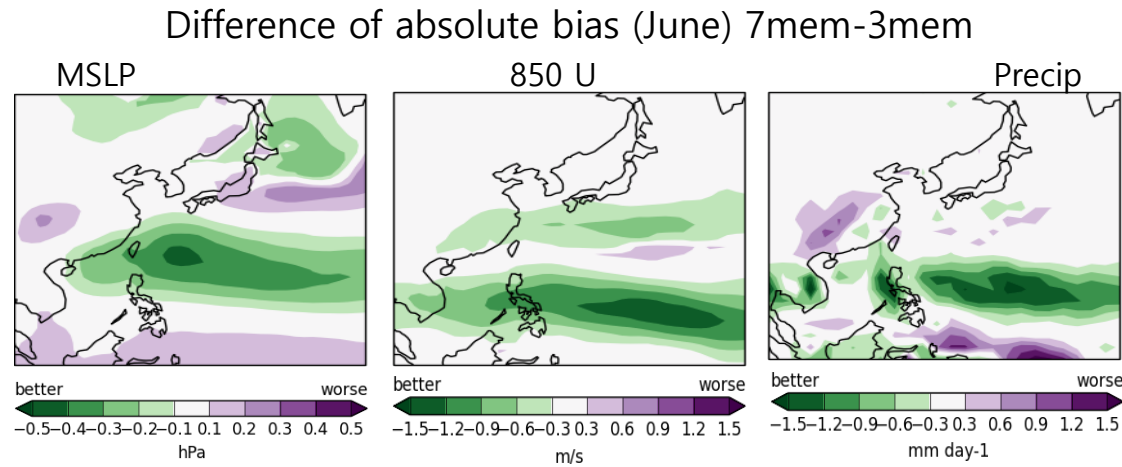 Difference of absolute bias (June) 7mem-3mem
MSLP
850 U
Precip
better worse
−0.5−0.4−0.3−0.2−0.1 0.1 0.2 0.3 0.4 0.5
hPa
better worse
−1.5−1.2−0.9−0.6−0.3 0.3 0.6 0.9 1.2 1.5
m/s
better worse
−1.5−1.2−0.9−0.6−0.3 0.3 0.6 0.9 1.2 1.5
mm day-1